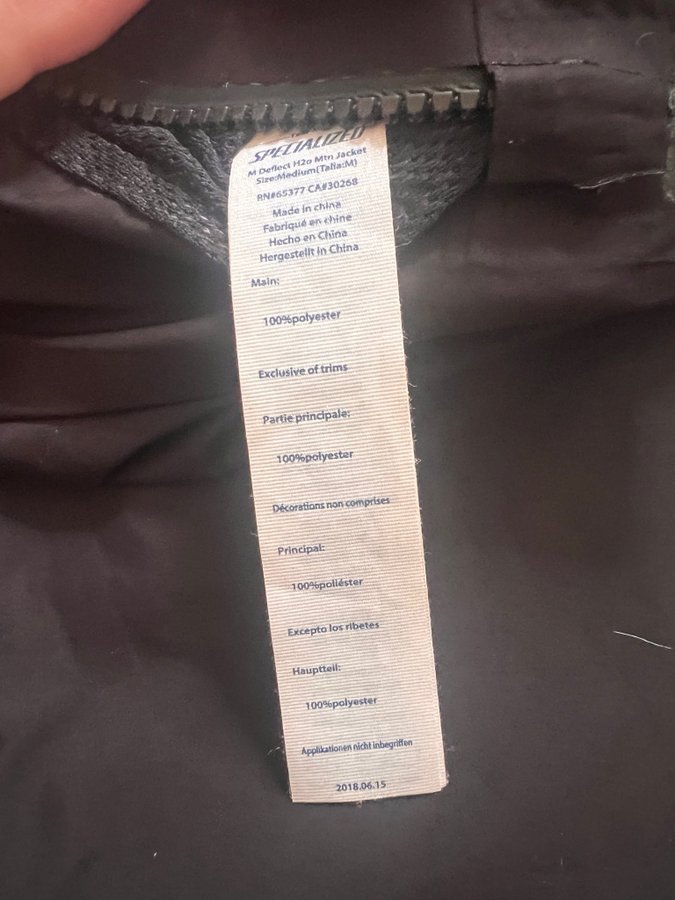 SPECIALIZED
M Deflect H2o Mtn Jacket
Size:Medium(Talla:M)
RN#65377 CA#30268
Made in china
Fabriqué en chine
Hecho en China
Hergestellt in China
Main:
100%polyester
Exclusive of trims
Partie principale:
100%polyester
Décorations non comprises
Principal:
100%poliéster
Excepto los ribetes
Hauptteil:
100%polyester
Applikationen nicht inbegriffen
2018.06.15